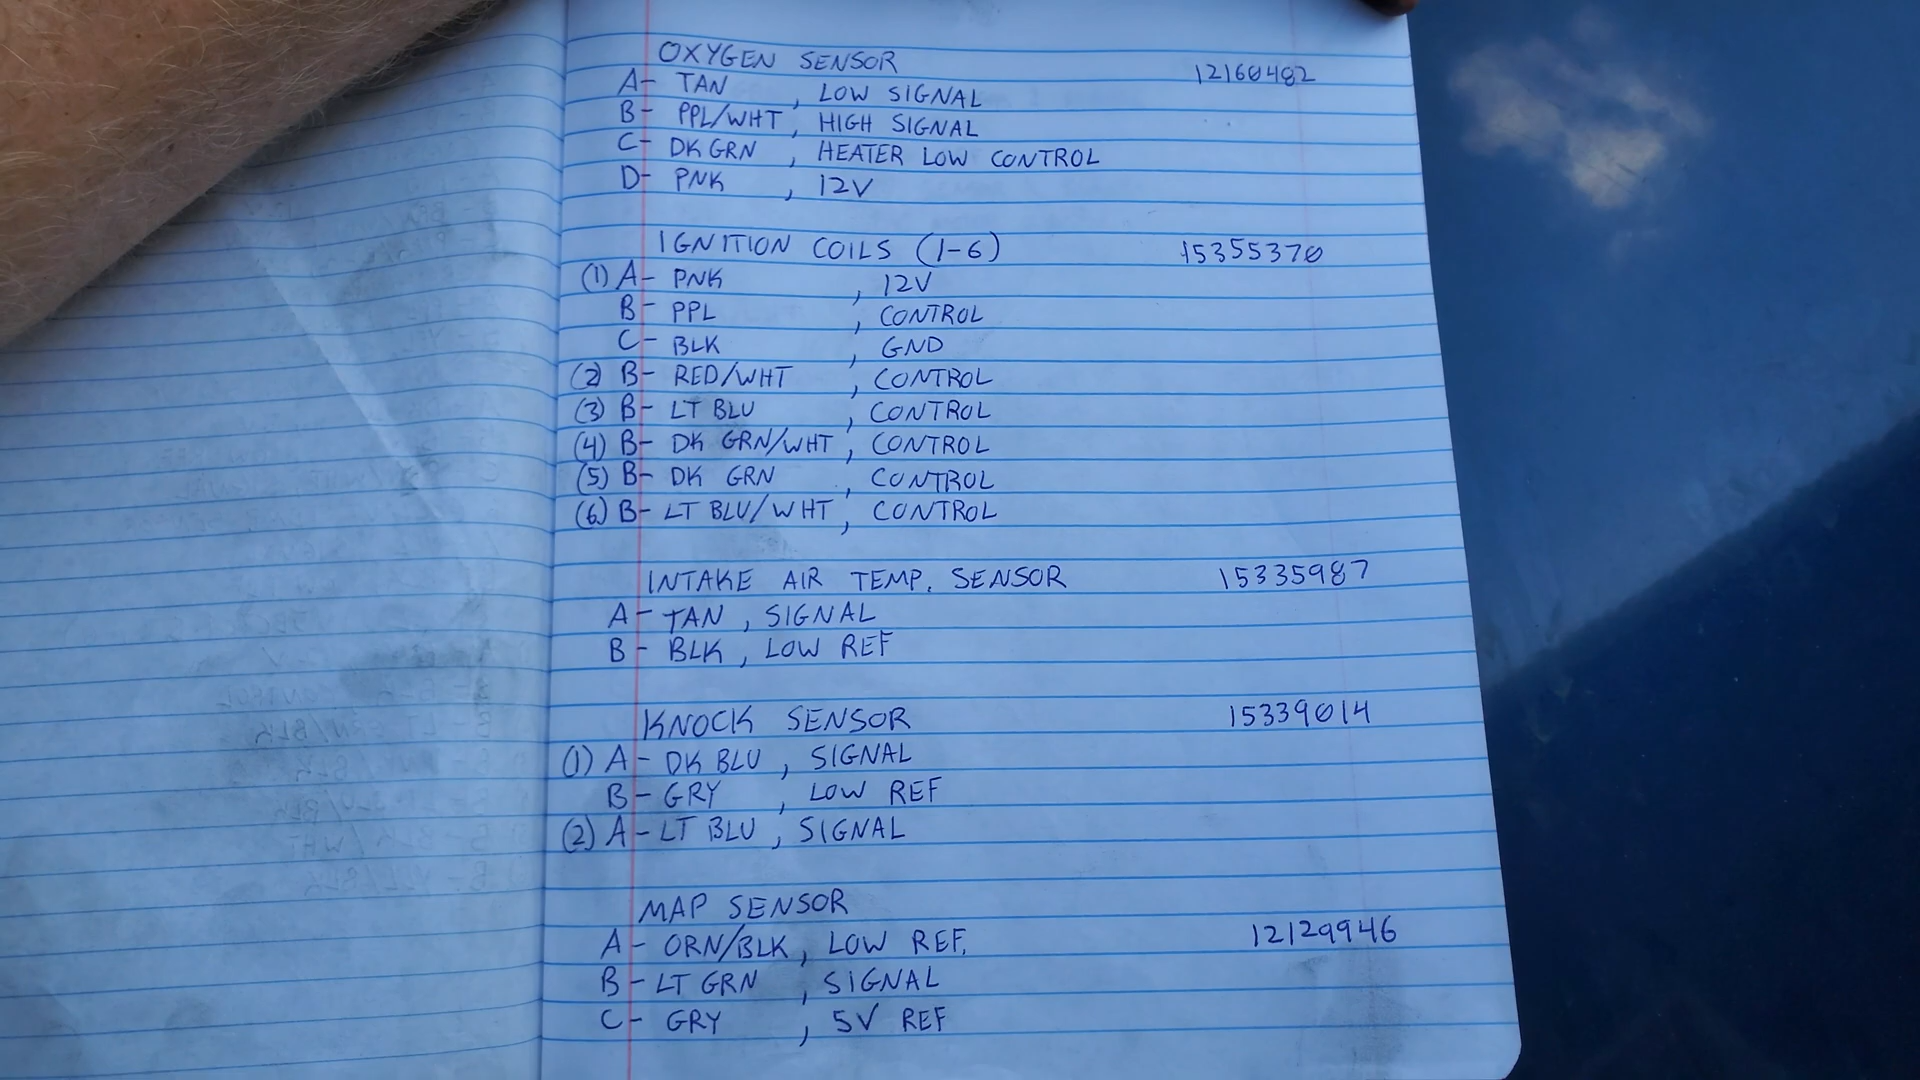 OXYGEN SENSOR 12160482
A- TAN , LOW SIGNAL
B- PPL/WHT , HIGH SIGNAL
C- DK GRN , HEATER LOW CONTROL
D- PNK , 12V
IGNITION COILS (1-6) 15355370
(1) A- PNK , 12V
B- PPL , CONTROL
C- BLK , GND
(2) B- RED/WHT , CONTROL
(3) B- LT BLU , CONTROL
(4) B- DK GRN/WHT , CONTROL
(5) B- DK GRN , CONTROL
(6) B- LT BLU/WHT , CONTROL
INTAKE AIR TEMP. SENSOR 15335987
A- TAN , SIGNAL
B- BLK , LOW REF
KNOCK SENSOR 15339014
(1) A- DK BLU , SIGNAL
B- GRY , LOW REF
(2) A- LT BLU , SIGNAL
MAP SENSOR
A- ORN/BLK , LOW REF. 12129946
B- LT GRN , SIGNAL
C- GRY , 5V REF